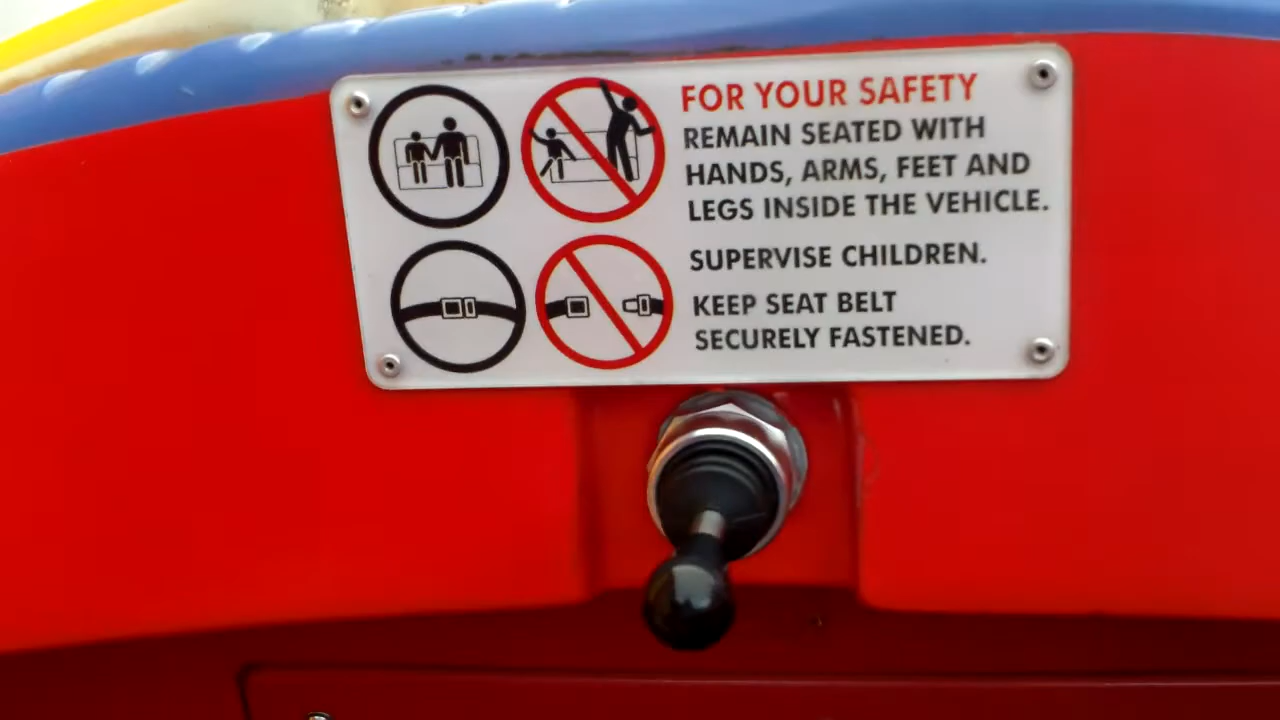 FOR YOUR SAFETY
REMAIN SEATED WITH
HANDS, ARMS, FEET AND
LEGS INSIDE THE VEHICLE.
SUPERVISE CHILDREN.
KEEP SEAT BELT
SECURELY FASTENED.